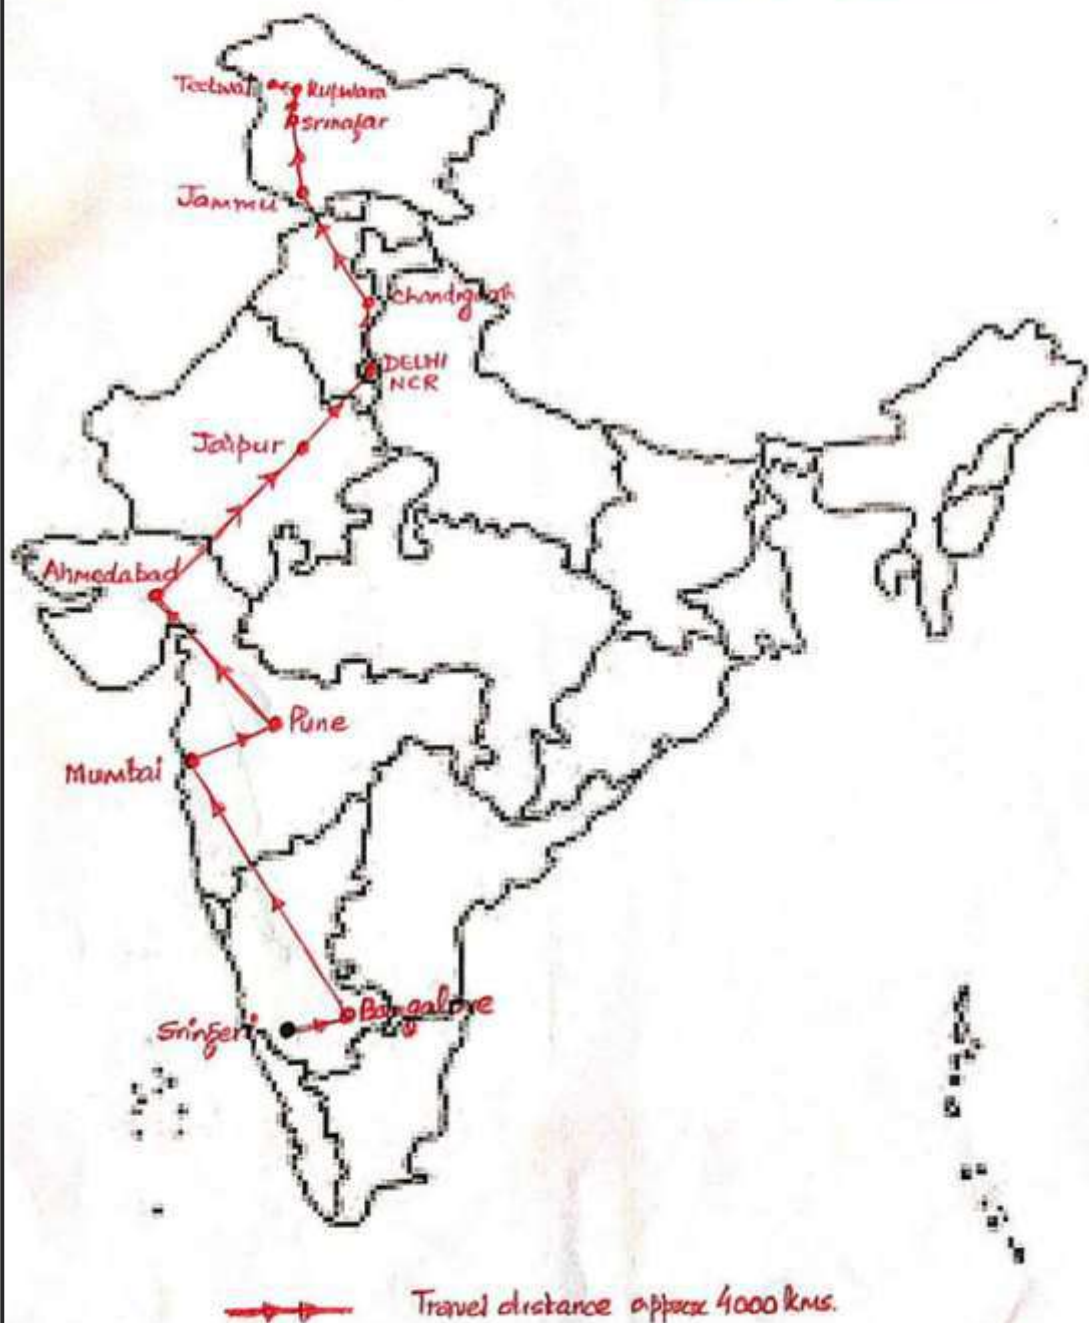 Teetwal
Kupwara
Srinagar
Jammu
Chandigarh
DELHI
NCR
Jaipur
Ahmedabad
Pune
Mumbai
Bangalore
Sringeri
Travel distance approx 4000 kms.